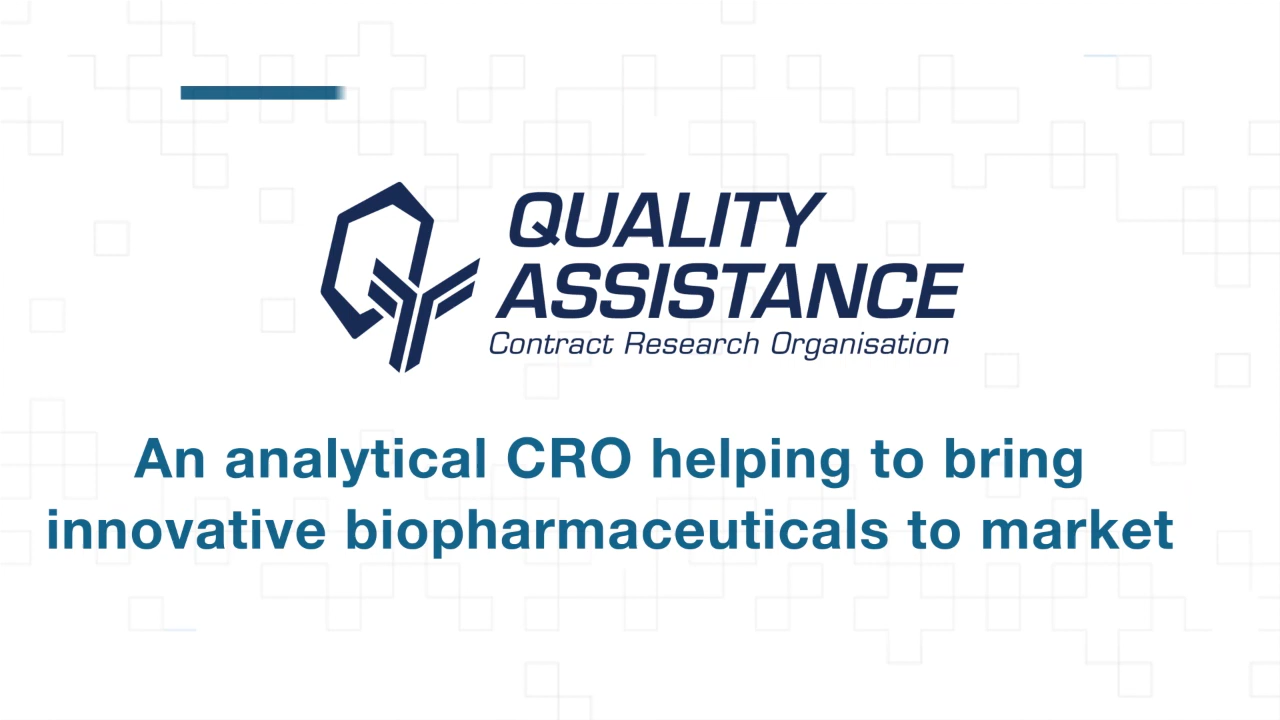 QUALITY
ASSISTANCE
Contract Research Organisation
An analytical CRO helping to bring
innovative biopharmaceuticals to market